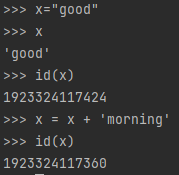 >>> x="good"
>>> x
'good'
>>> id(x)
1923324117424
>>> x = x + 'morning'
>>> id(x)
1923324117360